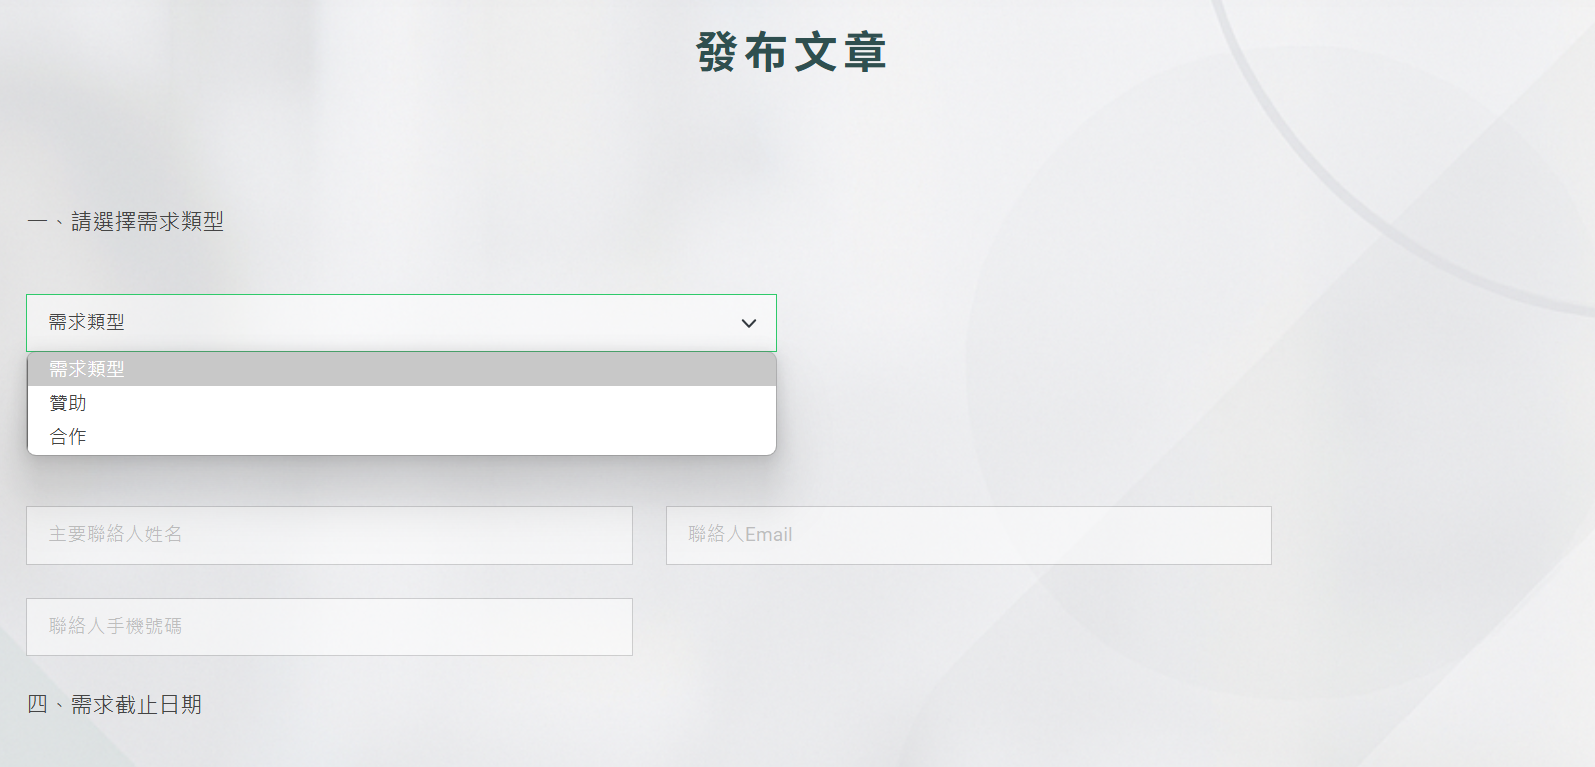 發布文章
一、請選擇需求類型
需求類型
需求類型
贊助
合作
主要聯絡人姓名
聯絡人Email
聯絡人手機號碼
四、需求截止日期